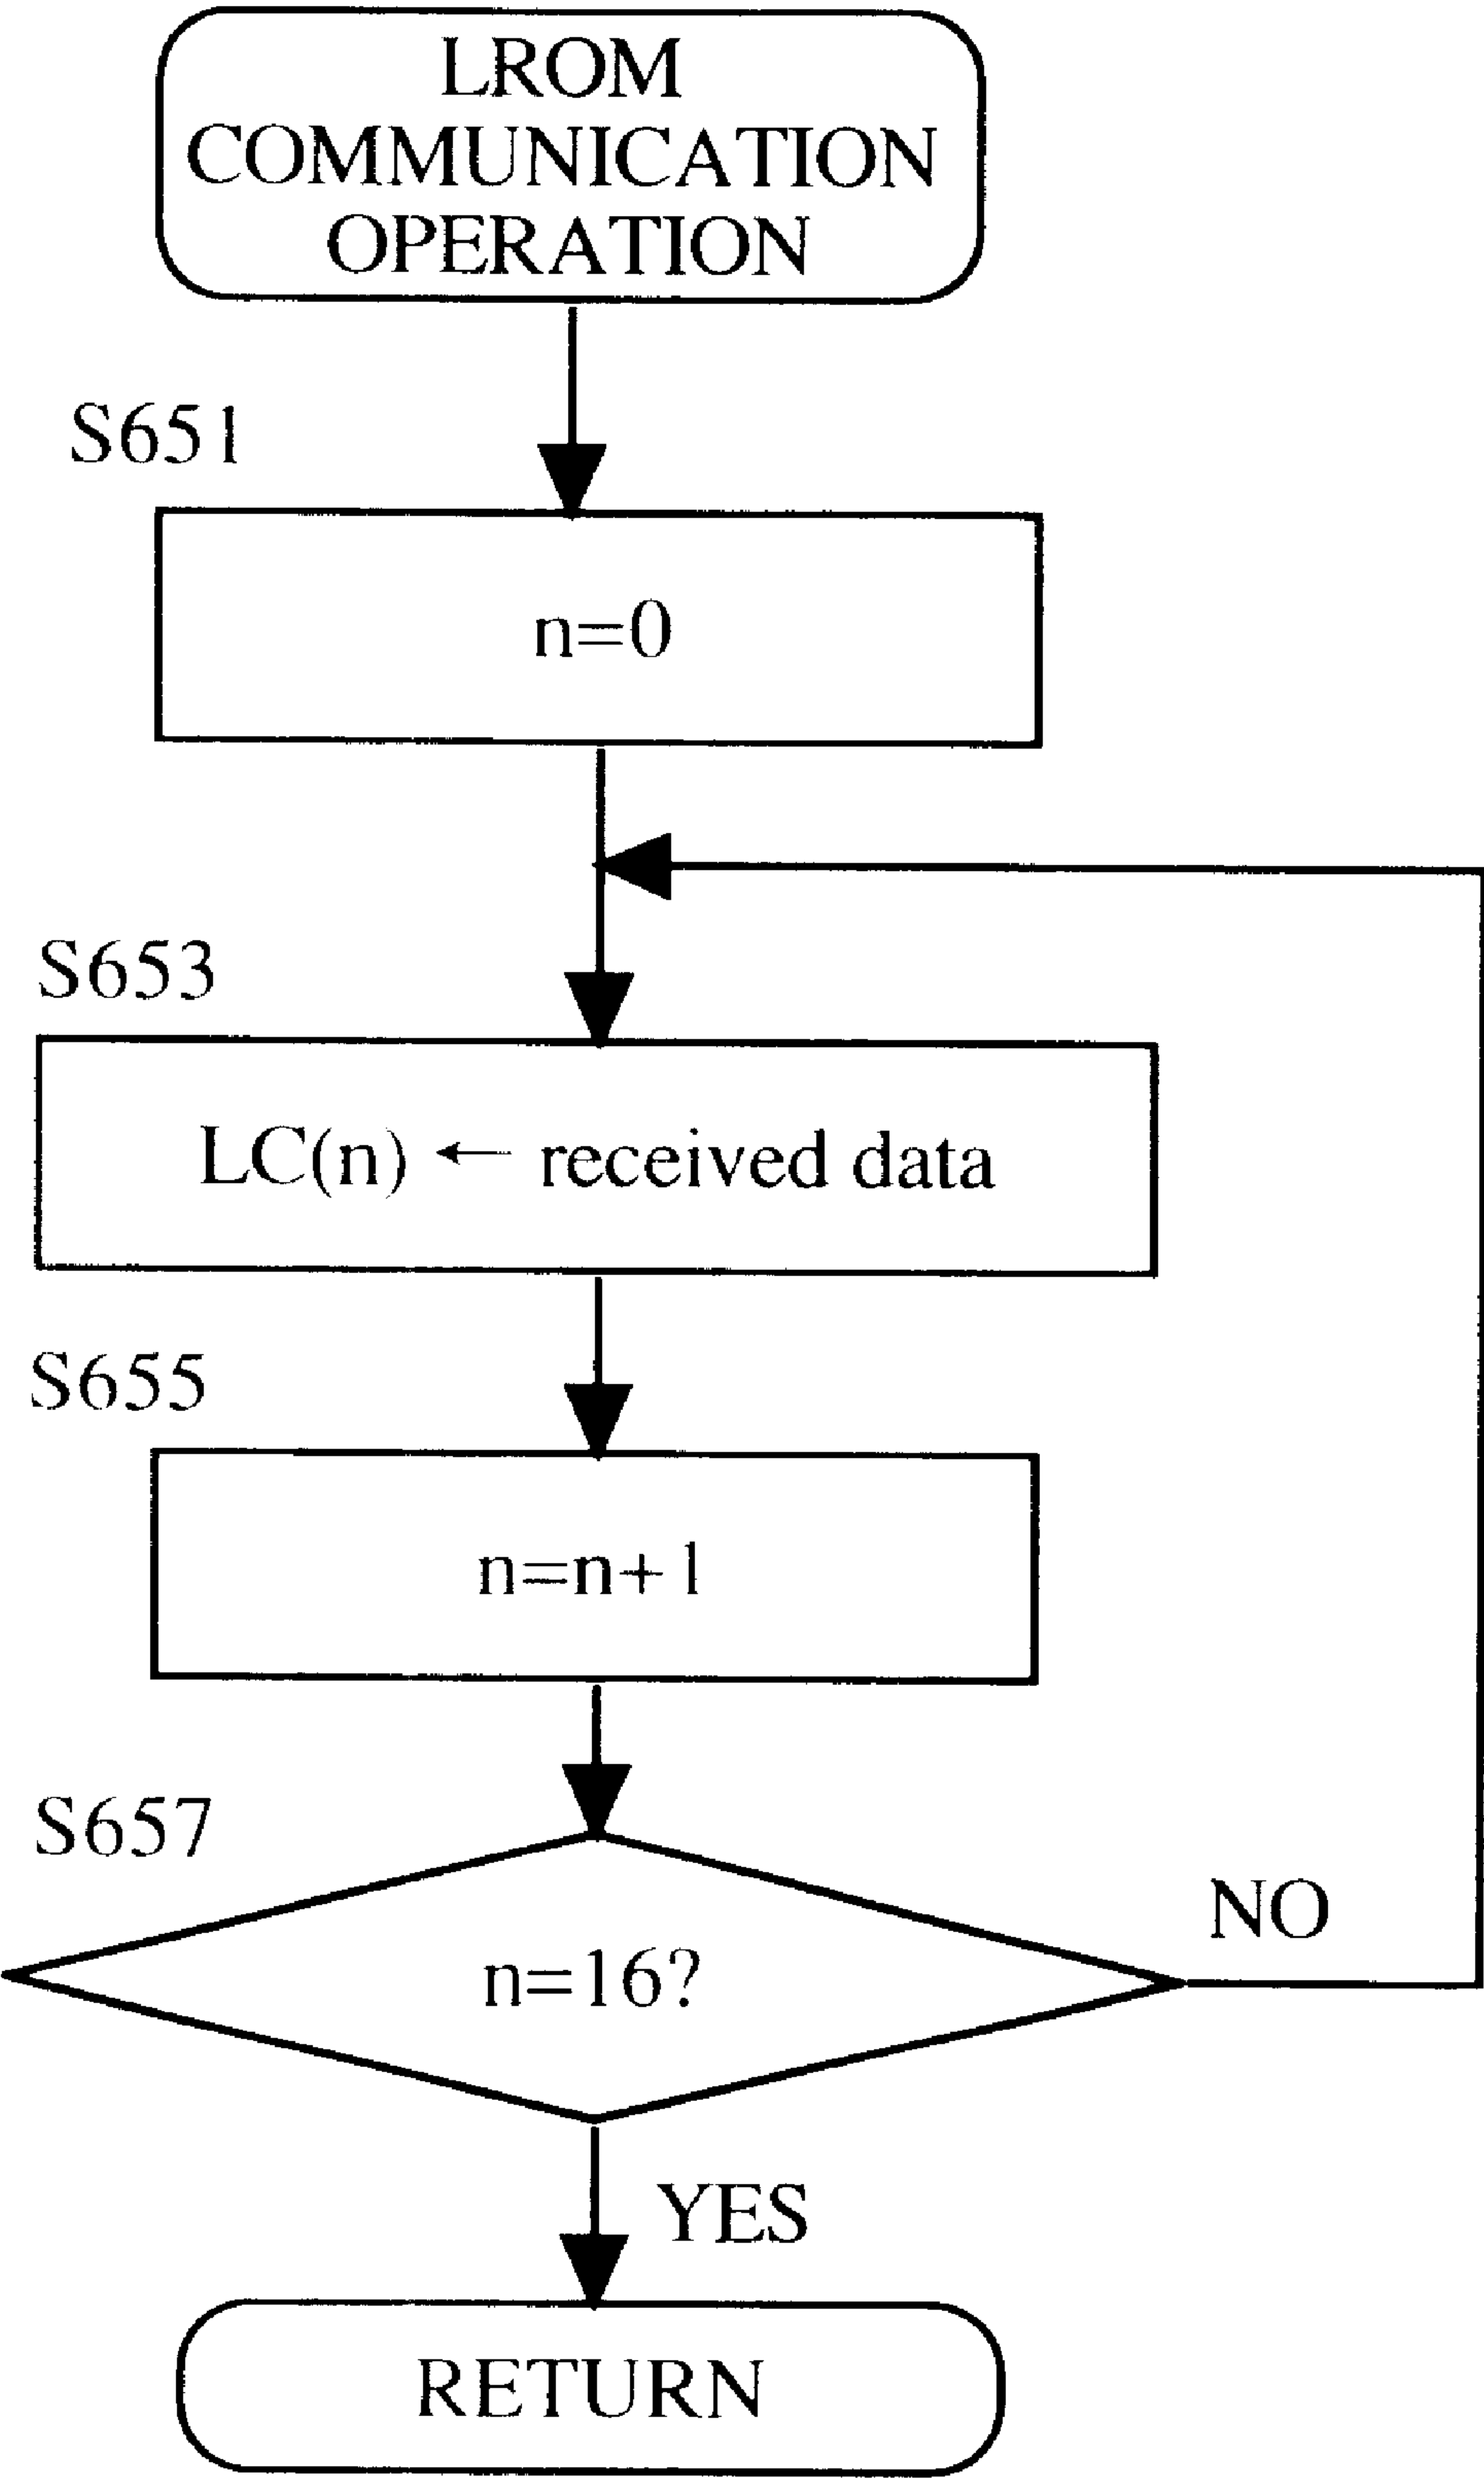 LROM
COMMUNICATION
OPERATION
S651
n=0
S653
LC(n) ← received data
S655
n=n+1
S657
NO
n=16?
YES
RETURN